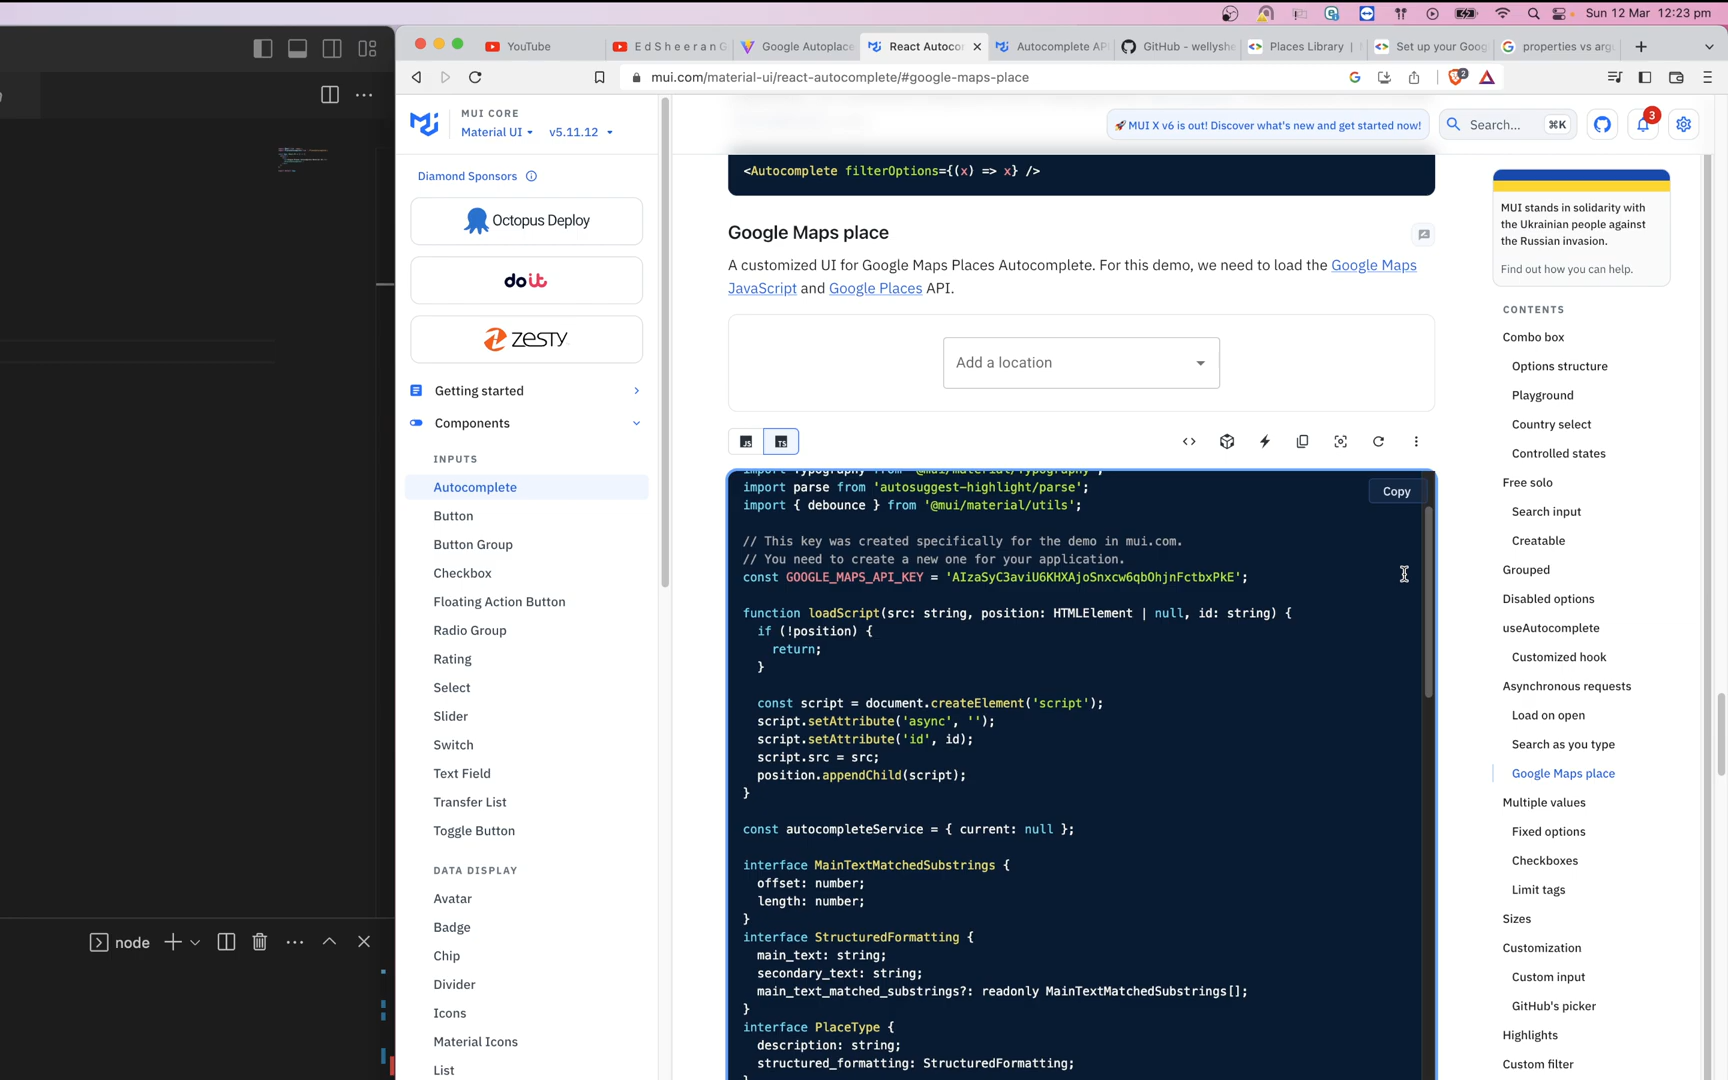 Sun 12 Mar 12:23 pm
YouTube
E d S h e e r a n G
Google Autoplace
React Autoco
Autocomplete AP
GitHub - wellyshe
Places Library |
Set up your Goog
properties vs arg
mui.com/material-ui/react-autocomplete/#google-maps-place
2
MUI CORE
Material UI
v5.11.12
🚀 MUI X v6 is out! Discover what's new and get started now!
Search...
⌘K
3
Diamond Sponsors
Octopus Deploy
doit
ZESTY
Getting started
Components
INPUTS
Autocomplete
Button
Button Group
Checkbox
Floating Action Button
Radio Group
Rating
Select
Slider
Switch
Text Field
Transfer List
Toggle Button
DATA DISPLAY
Avatar
Badge
Chip
Divider
Icons
Material Icons
List
<Autocomplete filterOptions={(x) => x} />
Google Maps place
A customized UI for Google Maps Places Autocomplete. For this demo, we need to load the Google Maps
JavaScript and Google Places API.
Add a location
JS
TS
Copy
import Typography from '@mui/material/Typography';
import parse from 'autosuggest-highlight/parse';
import { debounce } from '@mui/material/utils';
// This key was created specifically for the demo in mui.com.
// You need to create a new one for your application.
const GOOGLE_MAPS_API_KEY = 'AIzaSyC3aviU6KHXAjoSnxcw6qbOhjnFctbxPkE';
function loadScript(src: string, position: HTMLElement | null, id: string) {
if (!position) {
return;
}
const script = document.createElement('script');
script.setAttribute('async', '');
script.setAttribute('id', id);
script.src = src;
position.appendChild(script);
}
const autocompleteService = { current: null };
interface MainTextMatchedSubstrings {
offset: number;
length: number;
}
interface StructuredFormatting {
main_text: string;
secondary_text: string;
main_text_matched_substrings?: readonly MainTextMatchedSubstrings[];
}
interface PlaceType {
description: string;
structured_formatting: StructuredFormatting;
MUI stands in solidarity with
the Ukrainian people against
the Russian invasion.
Find out how you can help.
CONTENTS
Combo box
Options structure
Playground
Country select
Controlled states
Free solo
Search input
Creatable
Grouped
Disabled options
useAutocomplete
Customized hook
Asynchronous requests
Load on open
Search as you type
Google Maps place
Multiple values
Fixed options
Checkboxes
Limit tags
Sizes
Customization
Custom input
GitHub's picker
Highlights
Custom filter
node